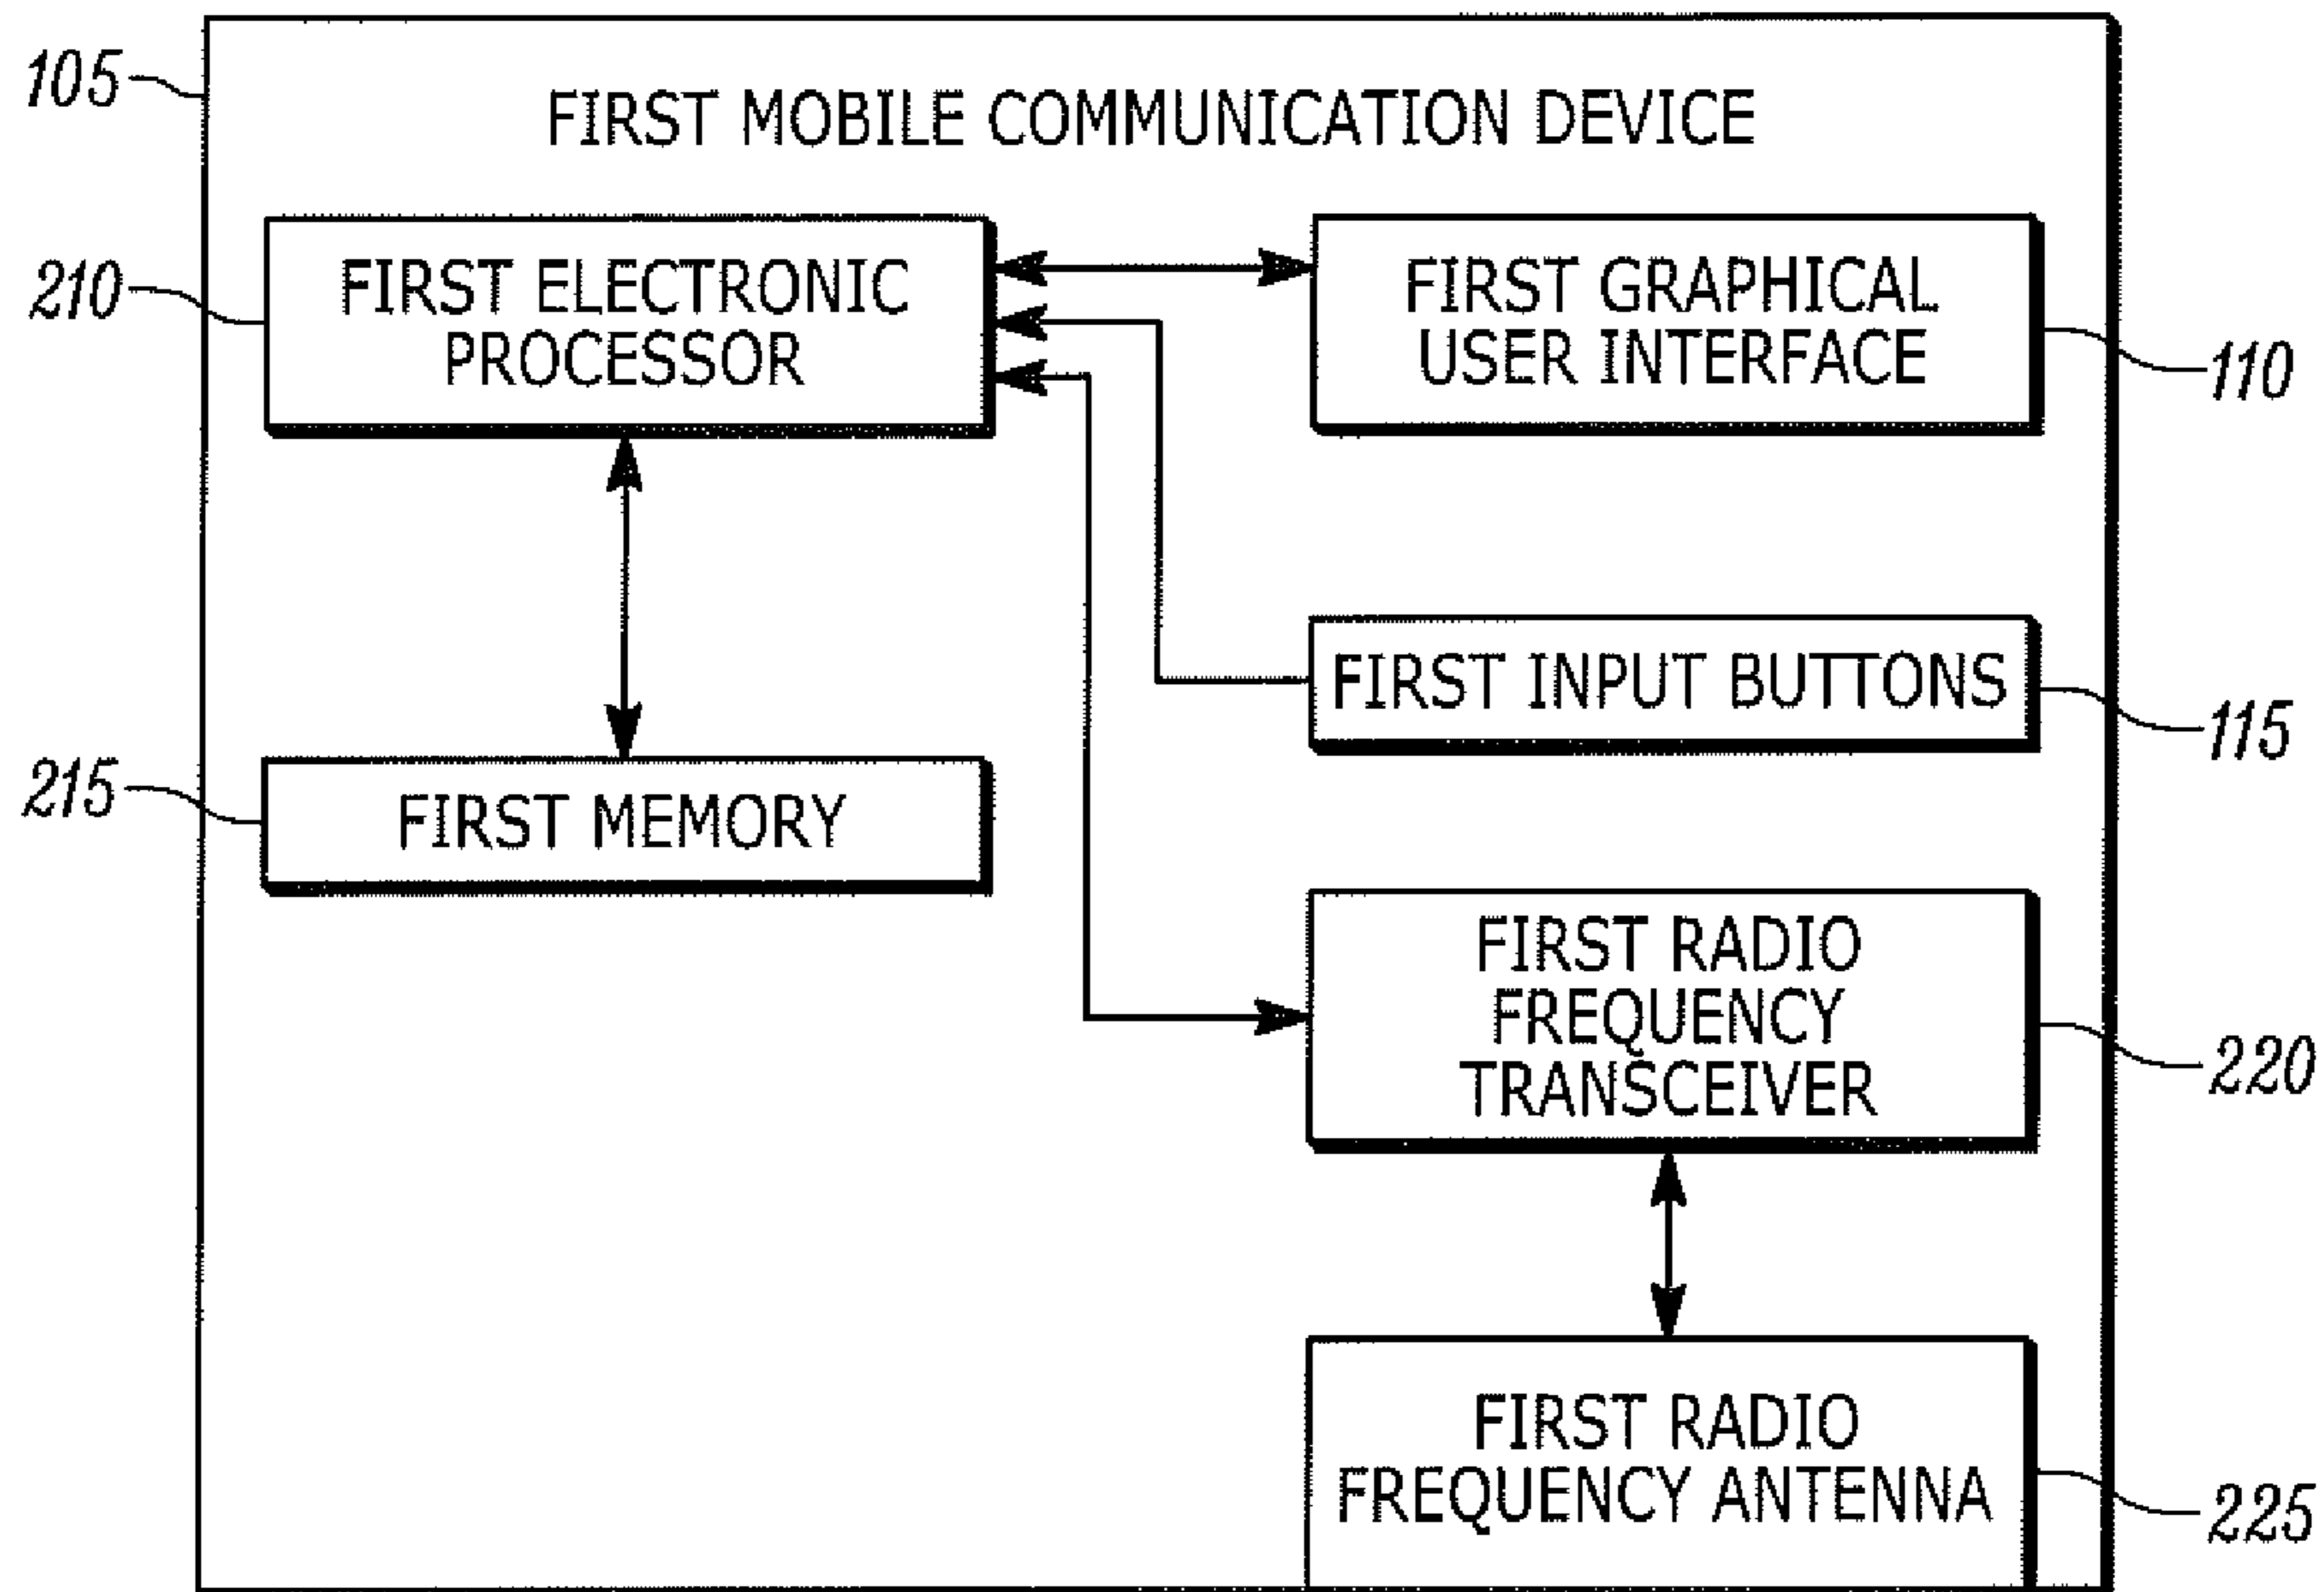 105
FIRST MOBILE COMMUNICATION DEVICE
210
FIRST ELECTRONIC
PROCESSOR
FIRST GRAPHICAL
USER INTERFACE
110
FIRST INPUT BUTTONS
115
215
FIRST MEMORY
FIRST RADIO
FREQUENCY
TRANSCEIVER
220
FIRST RADIO
FREQUENCY ANTENNA
225